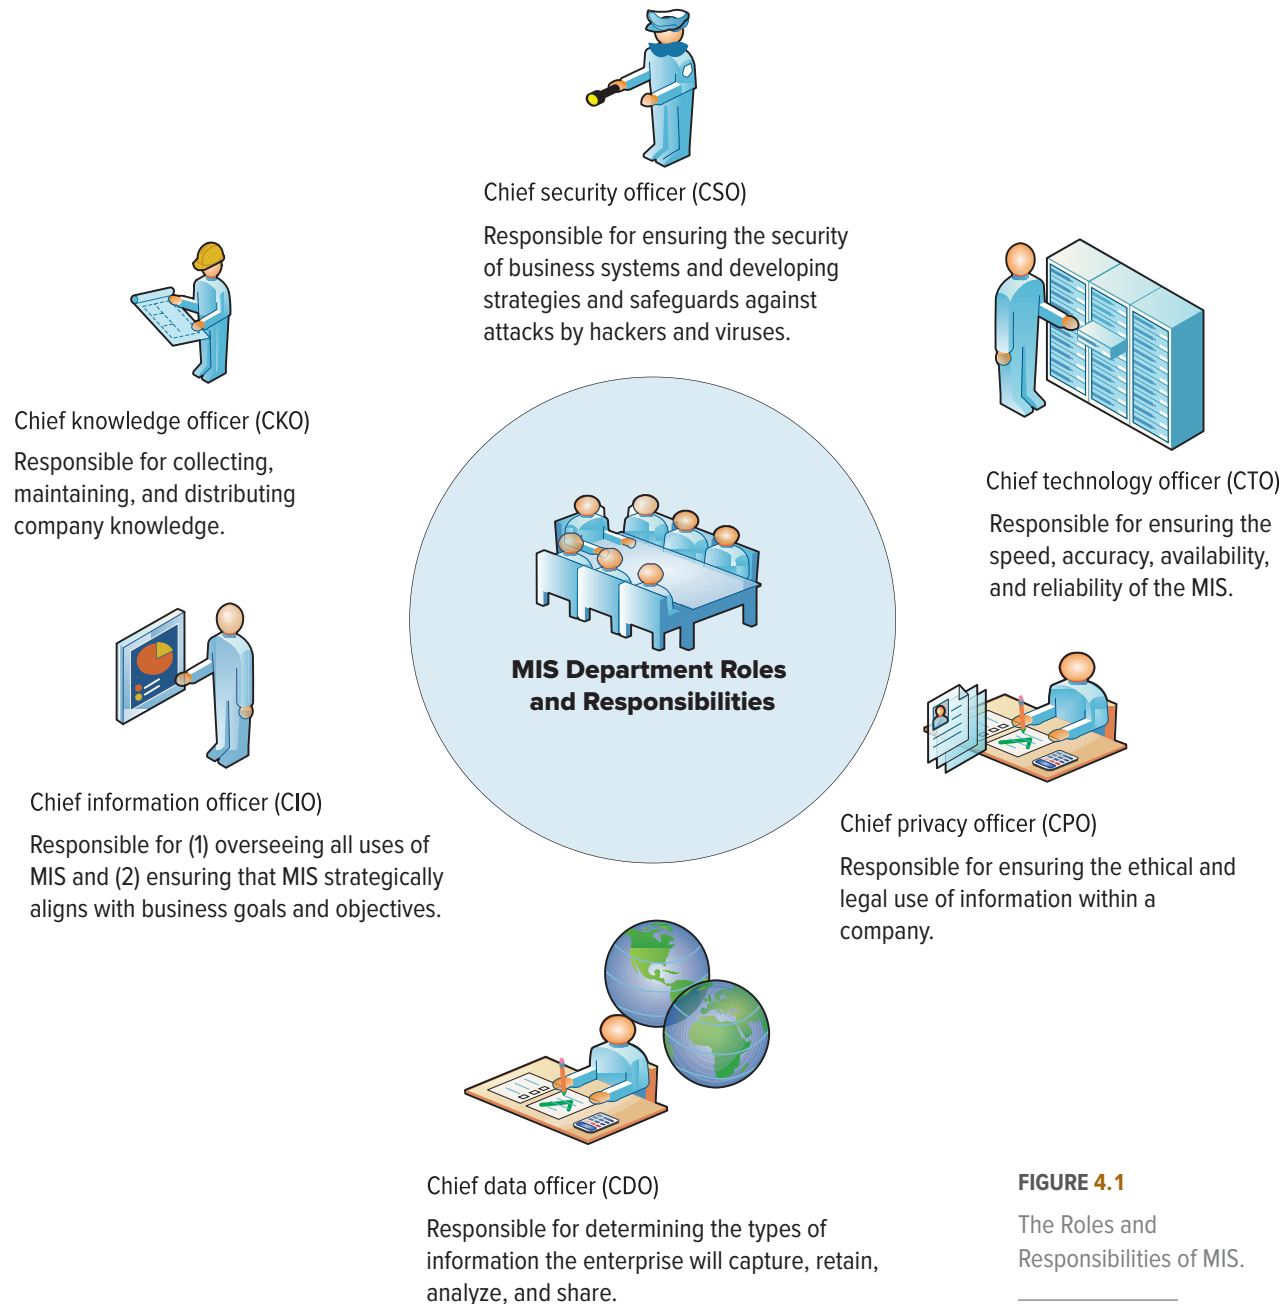 Chief security officer (CSO)
Responsible for ensuring the security
of business systems and developing
strategies and safeguards against
attacks by hackers and viruses.
Chief knowledge officer (CKO)
Responsible for collecting,
maintaining, and distributing
company knowledge.
Chief technology officer (CTO)
Responsible for ensuring the
speed, accuracy, availability,
and reliability of the MIS.
MIS Department Roles
and Responsibilities
Chief information officer (CIO)
Responsible for (1) overseeing all uses of
MIS and (2) ensuring that MIS strategically
aligns with business goals and objectives.
Chief privacy officer (CPO)
Responsible for ensuring the ethical and
legal use of information within a
company.
Chief data officer (CDO)
Responsible for determining the types of
information the enterprise will capture, retain,
analyze, and share.
FIGURE 4.1
The Roles and
Responsibilities of MIS.